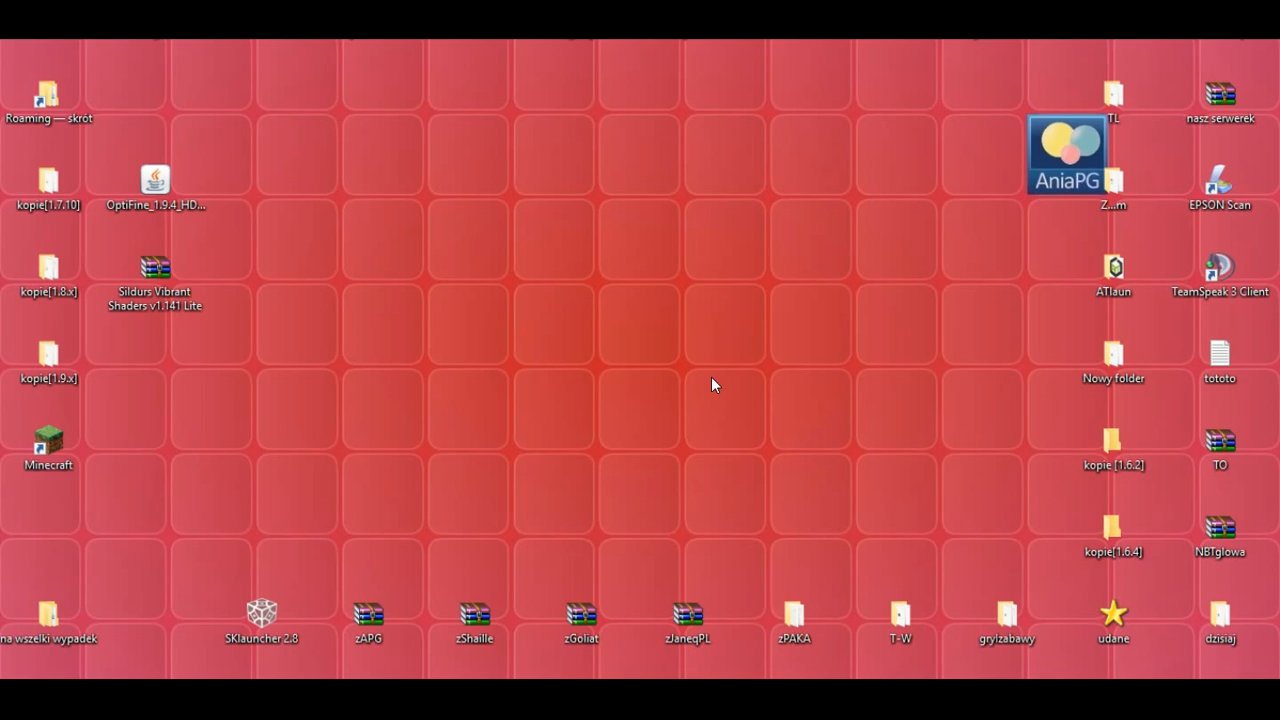 Roaming — skrót
TL
nasz serwerek
AniaPG
kopie[1.7.10]
OptiFine_1.9.4_HD...
Z...m
EPSON Scan
kopie[1.8.x]
Sildurs Vibrant
Shaders v1.141 Lite
ATlaun
TeamSpeak 3 Client
kopie[1.9.x]
Nowy folder
tototo
Minecraft
kopie [1.6.2]
TO
kopie[1.6.4]
NBTglowa
na wszelki wypadek
SKlauncher 2.8
zAPG
zShaille
zGoliat
zJaneqPL
zPAKA
T-W
gryIzabawy
udane
dzisiaj